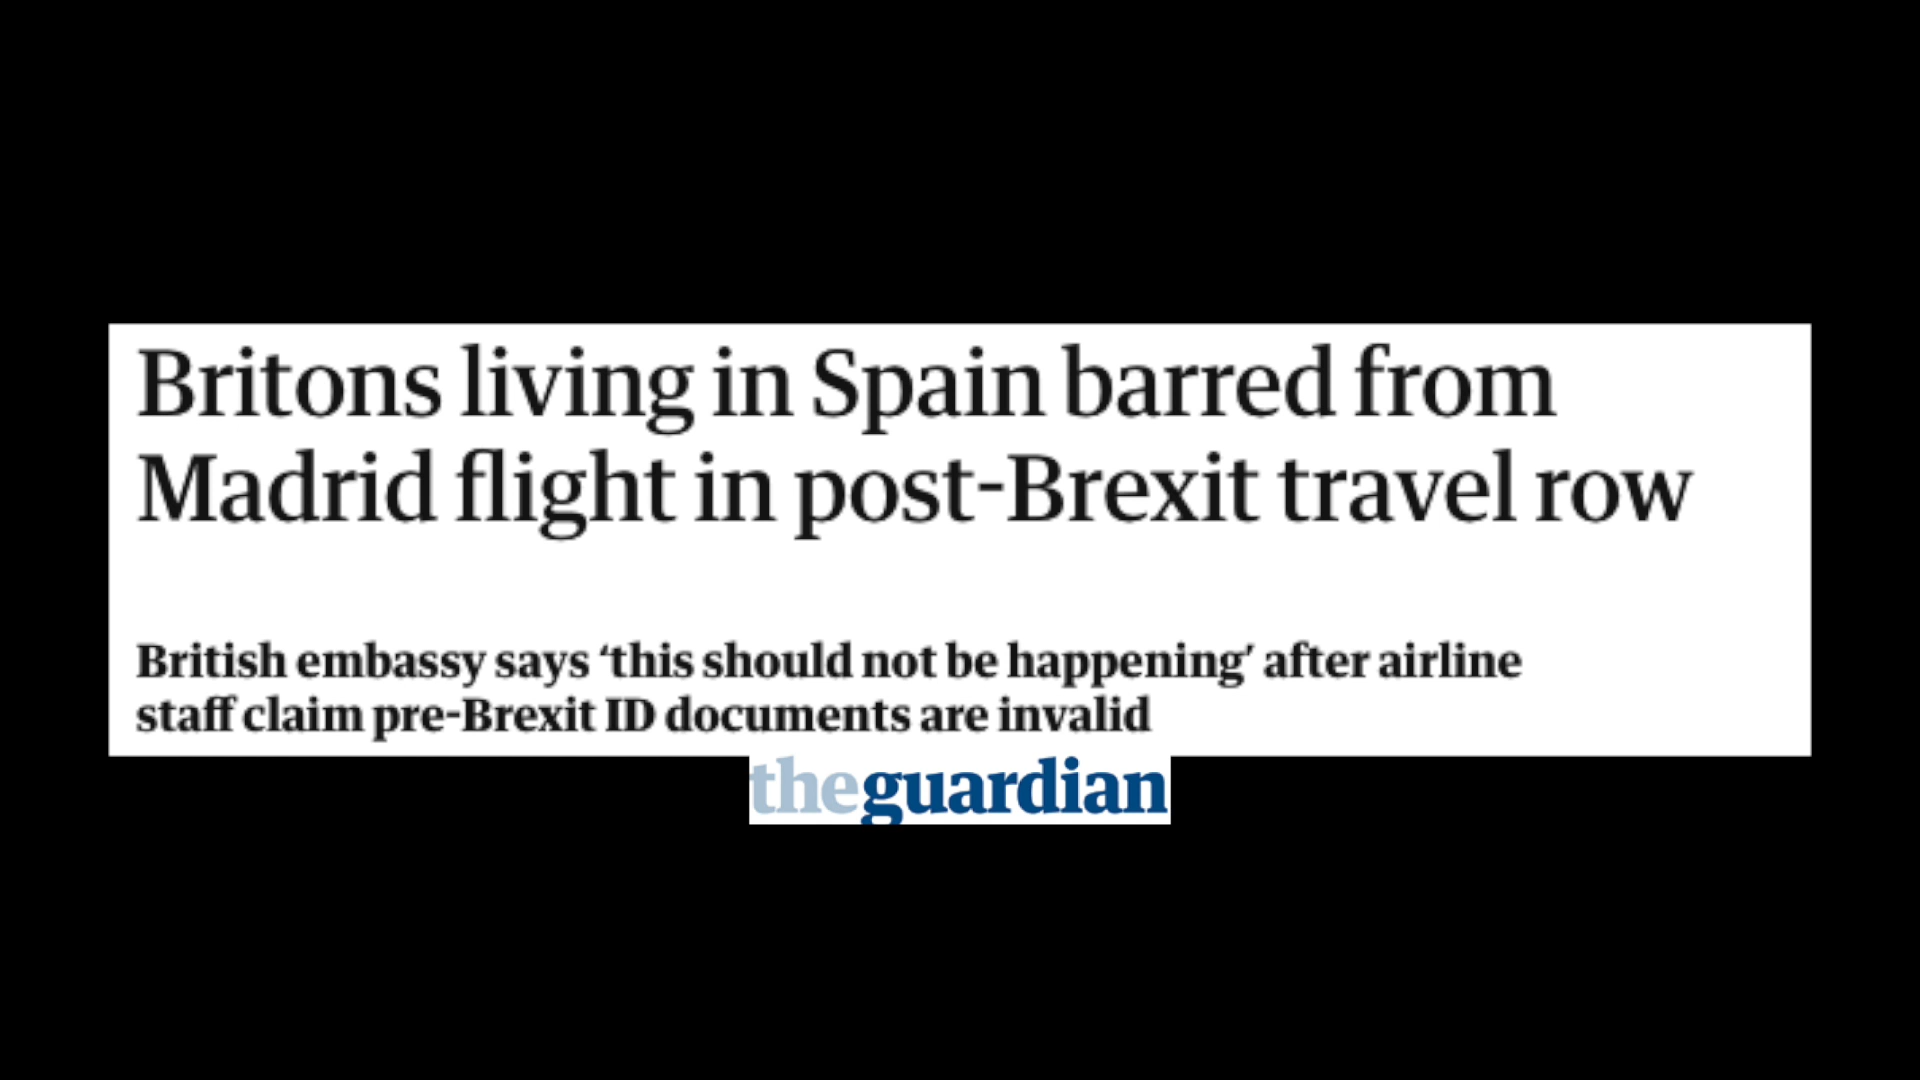 Britons living in Spain barred from
Madrid flight in post-Brexit travel row
British embassy says ‘this should not be happening’ after airline
staff claim pre-Brexit ID documents are invalid
theguardian